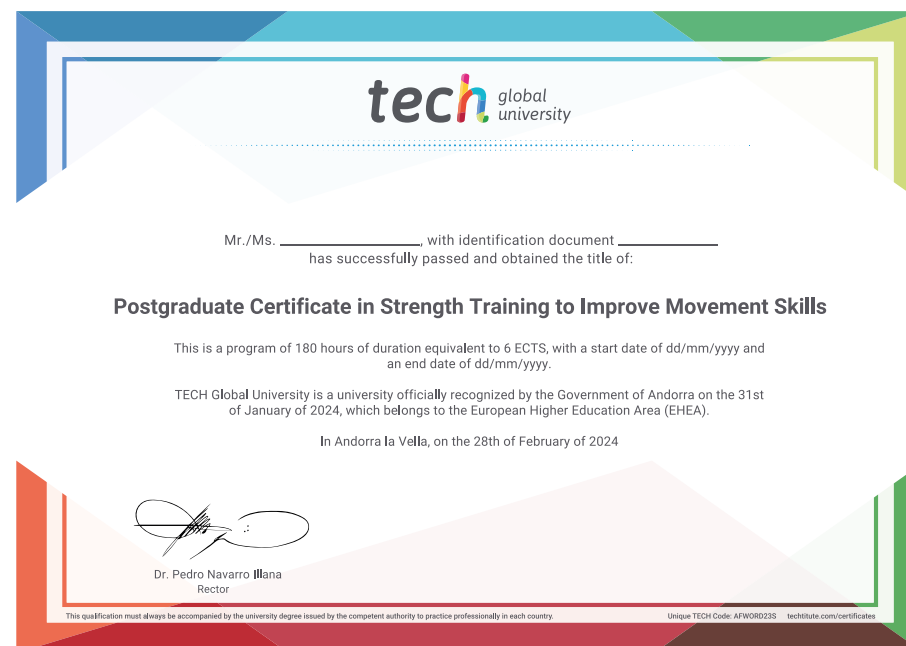 tech global
university
Mr./Ms. ____________, with identification document ____________
has successfully passed and obtained the title of:
Postgraduate Certificate in Strength Training to Improve Movement Skills
This is a program of 180 hours of duration equivalent to 6 ECTS, with a start date of dd/mm/yyyy and
an end date of dd/mm/yyyy.
TECH Global University is a university officially recognized by the Government of Andorra on the 31st
of January of 2024, which belongs to the European Higher Education Area (EHEA).
In Andorra la Vella, on the 28th of February of 2024
Dr. Pedro Navarro Illana
Rector
This qualification must always be accompanied by the university degree issued by the competent authority to practice professionally in each country.
Unique TECH Code: AFWORD23S techtitute.com/certificates